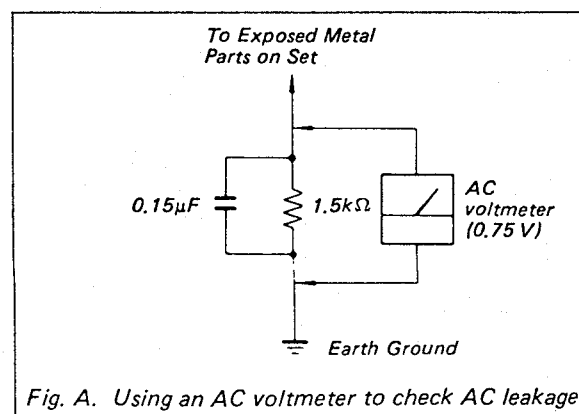 To Exposed Metal
Parts on Set
0.15μF
1.5kΩ
AC
voltmeter
(0.75 V)
Earth Ground
Fig. A. Using an AC voltmeter to check AC leakage